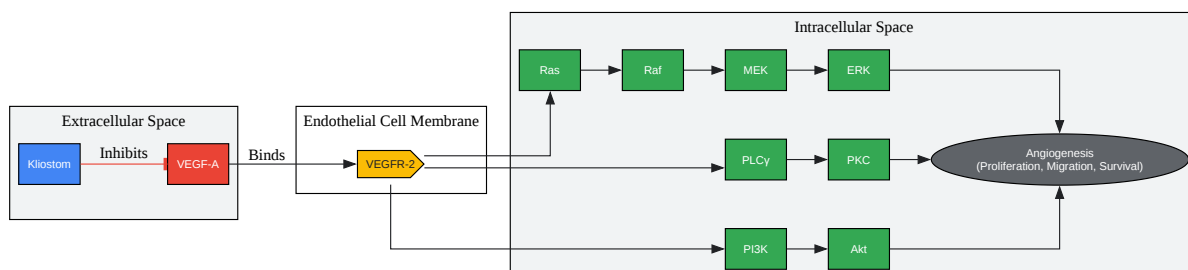 Intracellular Space
Ras
Raf
MEK
ERK
Extracellular Space
Endothelial Cell Membrane
Kliostom
Inhibits
VEGF-A
Binds
VEGFR-2
PLCγ
PKC
Angiogenesis
(Proliferation, Migration, Survival)
PI3K
Akt